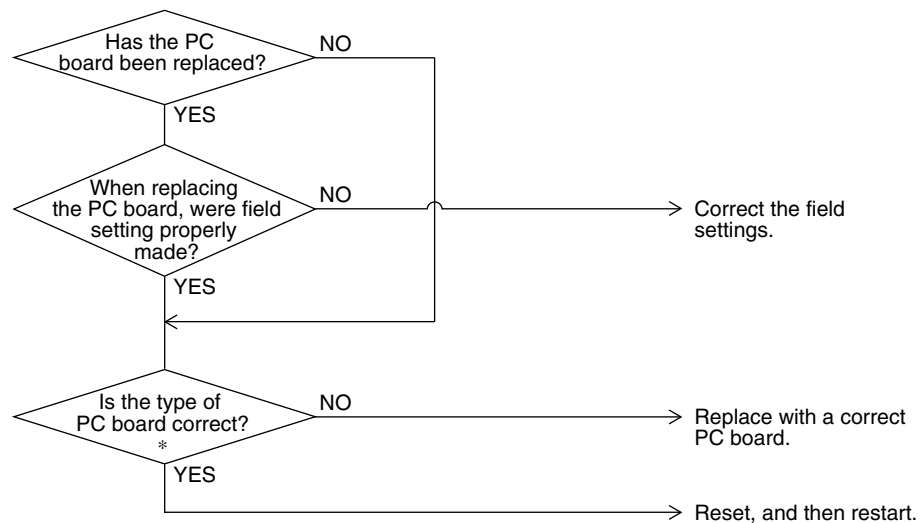 Has the PC
board been replaced?
NO
YES
When replacing
the PC board, were field
setting properly
made?
NO
Correct the field
settings.
YES
Is the type of
PC board correct?
*
NO
Replace with a correct
PC board.
YES
Reset, and then restart.